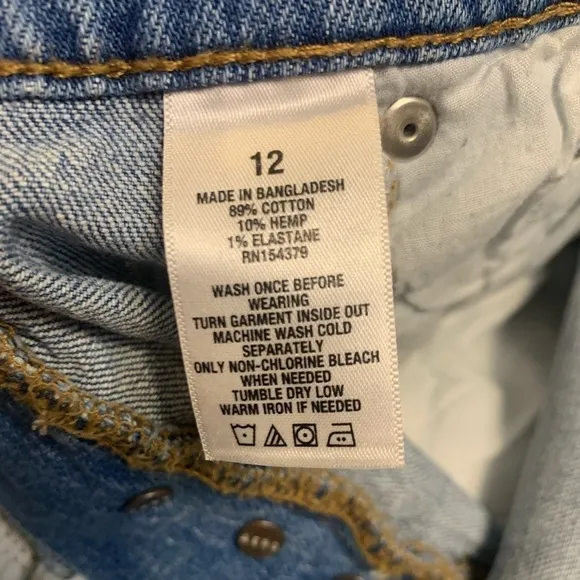 12
MADE IN BANGLADESH
89% COTTON
10% HEMP
1% ELASTANE
RN154379
WASH ONCE BEFORE
WEARING
TURN GARMENT INSIDE OUT
MACHINE WASH COLD
SEPARATELY
ONLY NON-CHLORINE BLEACH
WHEN NEEDED
TUMBLE DRY LOW
WARM IRON IF NEEDED